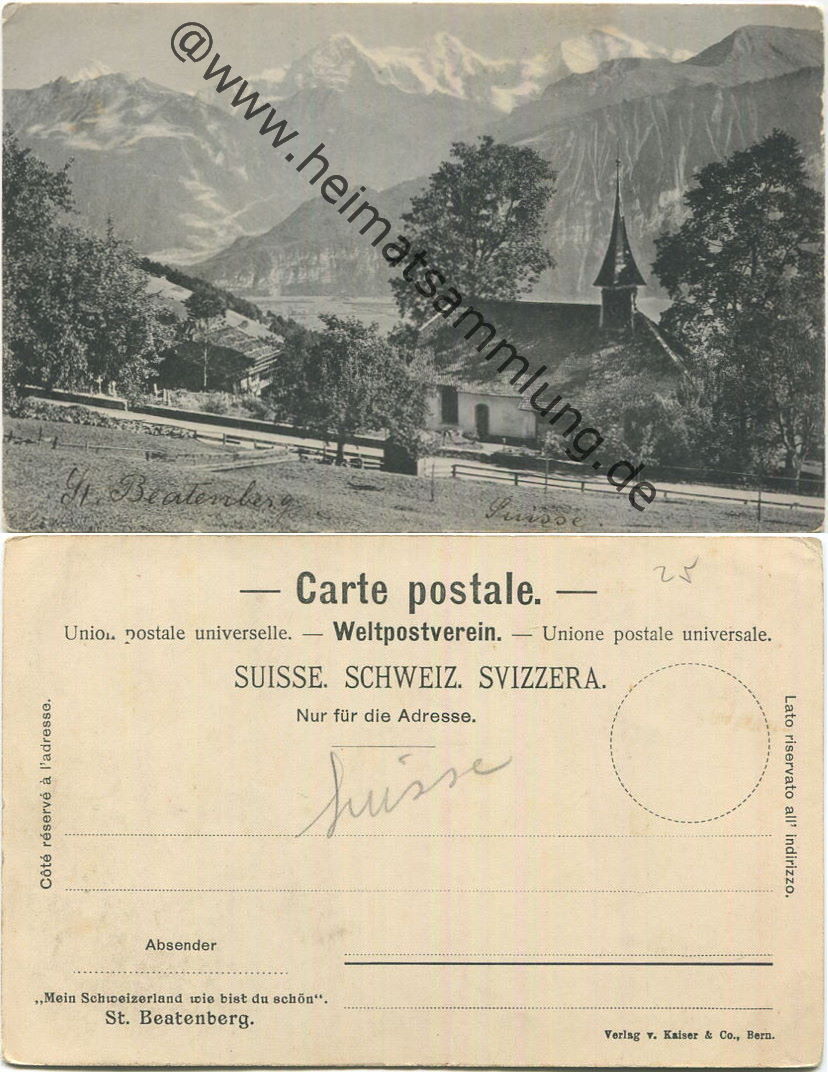 @www.heimatsammlung.de
St. Beatenberg
Suisse
25
— Carte postale. —
Union postale universelle. — Weltpostverein. — Unione postale universale.
SUISSE. SCHWEIZ. SVIZZERA.
Nur für die Adresse.
Côté réservé à l'adresse.
Lato riservato all' indirizzo.
Suisse
Absender
„Mein Schweizerland wie bist du schön“.
St. Beatenberg.
Verlag v. Kaiser & Co., Bern.